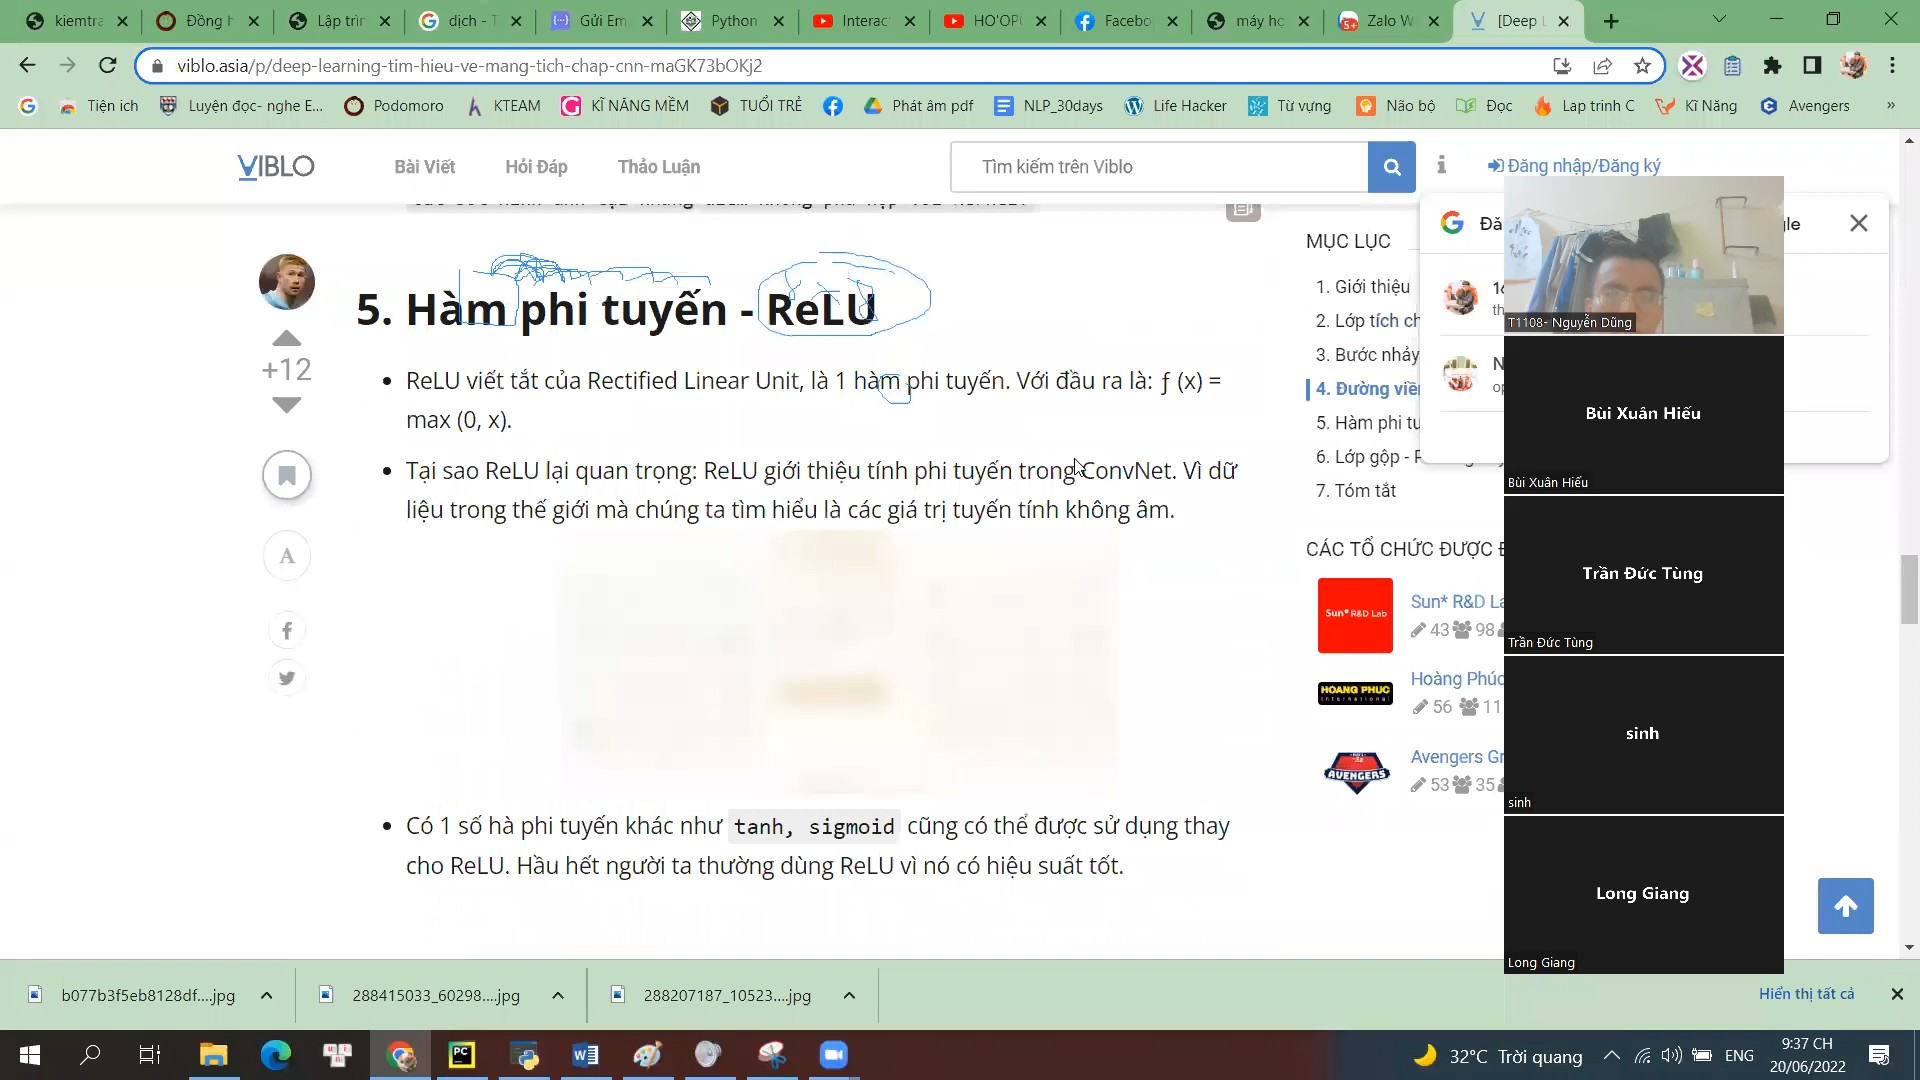 kiemtra
Đồng h
Lập trìn
dịch - T
Gửi Em
Python
Interac
HO'OP
Facebo
máy họ
Zalo W
[Deep L
viblo.asia/p/deep-learning-tim-hieu-ve-mang-tich-chap-cnn-maGK73bOKj2
Tiện ích
Luyện đọc- nghe E...
Podomoro
KTEAM
KĨ NĂNG MỀM
TUỔI TRẺ
Phát âm pdf
NLP_30days
Life Hacker
Từ vựng
Não bộ
Đọc
Lap trinh C
Kĩ Năng
Avengers
»
VIBLO
Bài Viết
Hỏi Đáp
Thảo Luận
Tìm kiếm trên Viblo
Đăng nhập/Đăng ký
+12
5. Hàm phi tuyến - ReLU
• ReLU viết tắt của Rectified Linear Unit, là 1 hàm phi tuyến. Với đầu ra là: ƒ (x) =
max (0, x).
• Tại sao ReLU lại quan trọng: ReLU giới thiệu tính phi tuyến trong ConvNet. Vì dữ
liệu trong thế giới mà chúng ta tìm hiểu là các giá trị tuyến tính không âm.
• Có 1 số hà phi tuyến khác như tanh, sigmoid cũng có thể được sử dụng thay
cho ReLU. Hầu hết người ta thường dùng ReLU vì nó có hiệu suất tốt.
MỤC LỤC
1. Giới thiệu
2. Lớp tích ch
3. Bước nhảy
4. Đường viền
5. Hàm phi tu
6. Lớp gộp - P
7. Tóm tắt
CÁC TỔ CHỨC ĐƯỢC Đ
Sun* R&D Lab
Sun* R&D La
43 98
HOANG PHUC
international
Hoàng Phúc
56 11
AVENGERS
Avengers Gr
53 35
Đă
gle
16
th
N
op
T1108- Nguyễn Dũng
Bùi Xuân Hiếu
Bùi Xuân Hiếu
Trần Đức Tùng
Trần Đức Tùng
sinh
sinh
Long Giang
Long Giang
b077b3f5eb8128df....jpg
288415033_60298....jpg
288207187_10523....jpg
Hiển thị tất cả
32°C Trời quang
ENG
9:37 CH
20/06/2022